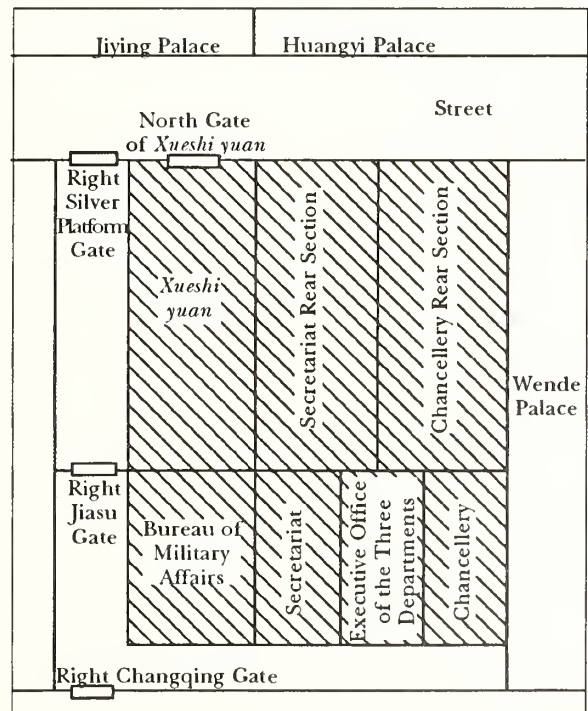 Jiying Palace
Huangyi Palace
Street
North Gate
of Xueshi yuan
Right
Silver
Platform
Gate
Xueshi
yuan
Secretariat Rear Section
Chancellery Rear Section
Wende
Palace
Right
Jiasu
Gate
Bureau of
Military
Affairs
Secretariat
Executive Office
of the Three
Departments
Chancellery
Right Changqing Gate